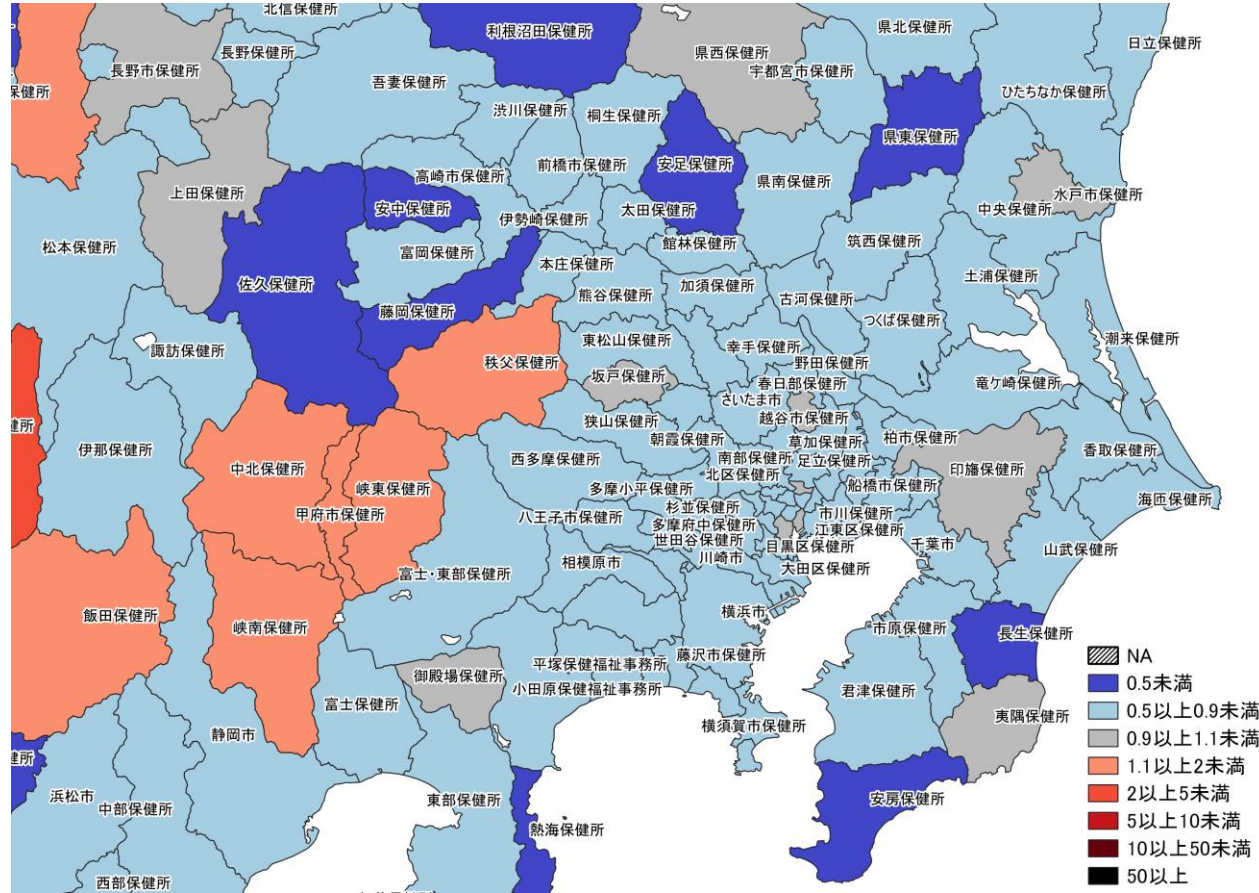 北信保健所
利根沼田保健所
県北保健所
日立保健所
長野保健所
長野市保健所
県西保健所
宇都宮市保健所
吾妻保健所
保健所
ひたちなか保健所
渋川保健所
桐生保健所
県東保健所
前橋市保健所
安足保健所
高崎市保健所
県南保健所
上田保健所
水戸市保健所
安中保健所
太田保健所
中央保健所
伊勢崎保健所
松本保健所
富岡保健所
館林保健所
筑西保健所
本庄保健所
土浦保健所
佐久保健所
加須保健所
熊谷保健所
古河保健所
藤岡保健所
つくば保健所
東松山保健所
潮来保健所
幸手保健所
諏訪保健所
秩父保健所
野田保健所
坂戸保健所
春日部保健所
竜ケ崎保健所
さいたま市
越谷市保健所
狭山保健所
健所
朝霞保健所
草加保健所
柏市保健所
伊那保健所
香取保健所
西多摩保健所
南部保健所
足立保健所
中北保健所
峡東保健所
北区保健所
印旛保健所
多摩小平保健所
船橋市保健所
海匝保健所
甲府市保健所
杉並保健所
市川保健所
八王子市保健所
多摩府中保健所
江東区保健所
世田谷保健所
目黒区保健所
千葉市
山武保健所
川崎市
相模原市
大田区保健所
富士・東部保健所
横浜市
飯田保健所
峡南保健所
市原保健所
長生保健所
藤沢市保健所
平塚保健福祉事務所
御殿場保健所
小田原保健福祉事務所
君津保健所
富士保健所
夷隅保健所
横須賀市保健所
静岡市
健所
浜松市
中部保健所
東部保健所
安房保健所
熱海保健所
西部保健所
NA
0.5未満
0.5以上0.9未満
0.9以上1.1未満
1.1以上2未満
2以上5未満
5以上10未満
10以上50未満
50以上